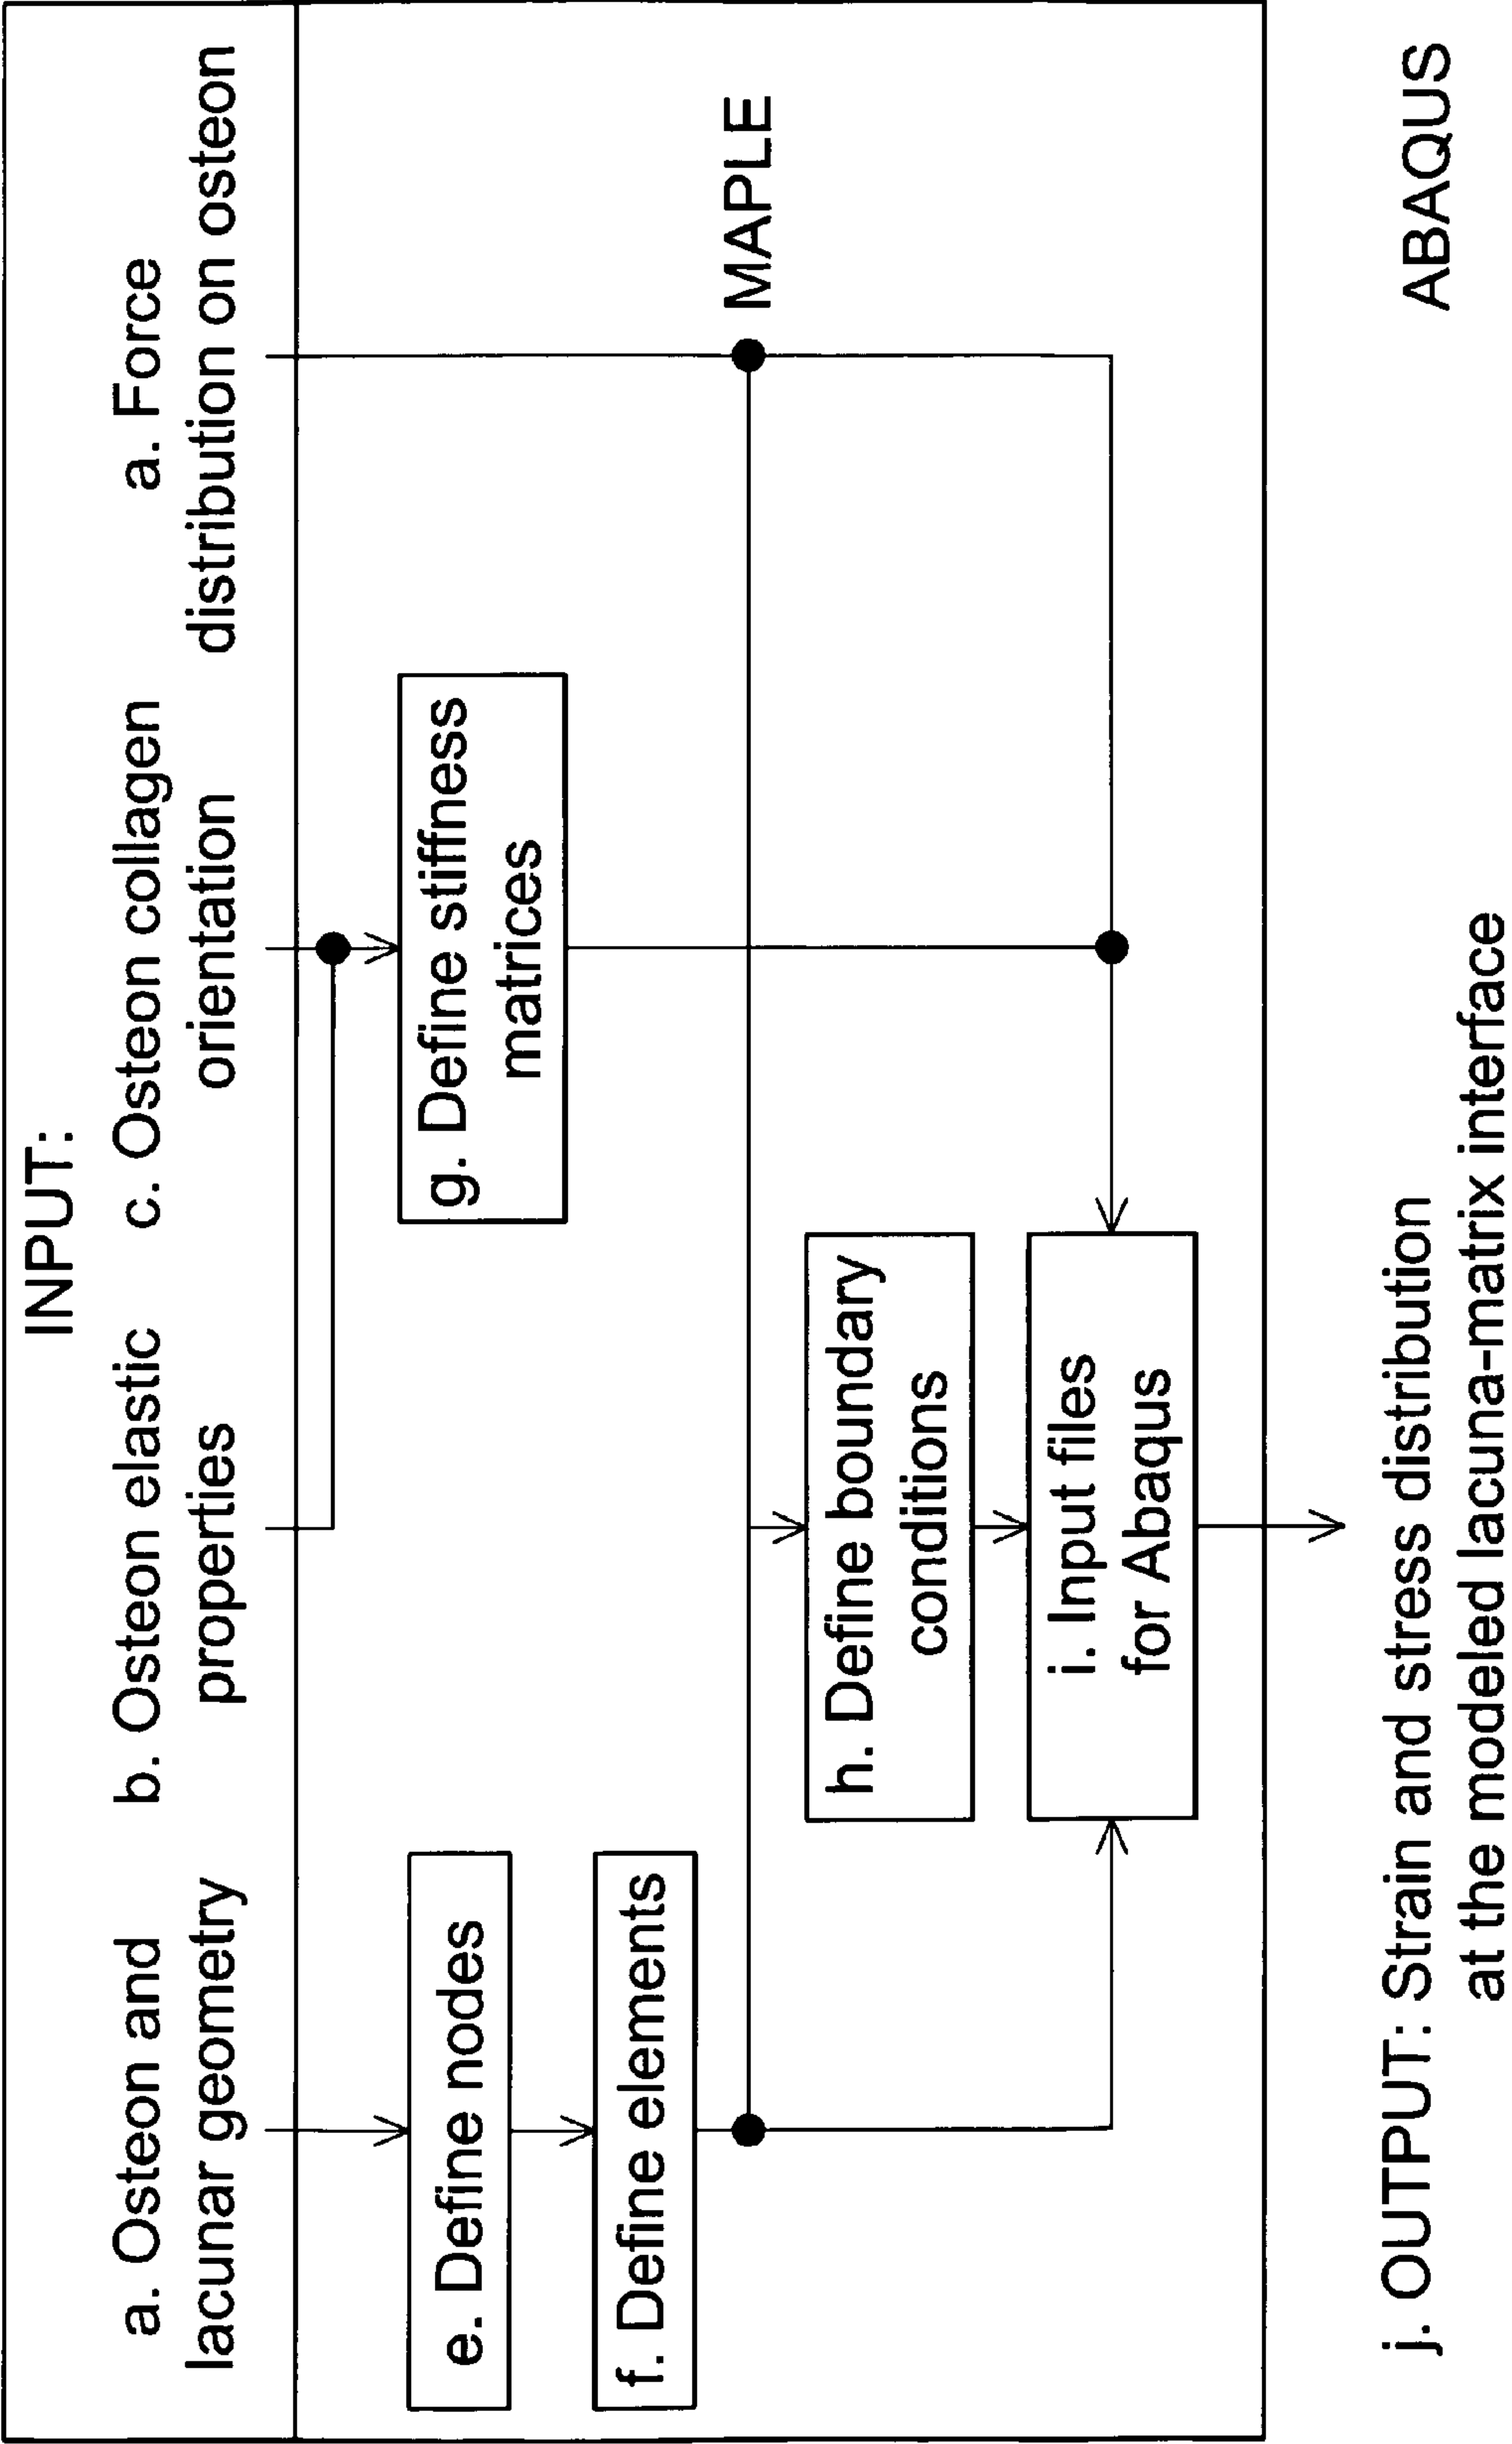 INPUT:
a. Osteon and
lacunar geometry
b. Osteon elastic
properties
c. Osteon collagen
orientation
a. Force
distribution on osteon
e. Define nodes
f. Define elements
g. Define stiffness
matrices
MAPLE
h. Define boundary
conditions
i. Input files
for Abaqus
j. OUTPUT: Strain and stress distribution
at the modeled lacuna-matrix interface
ABAQUS